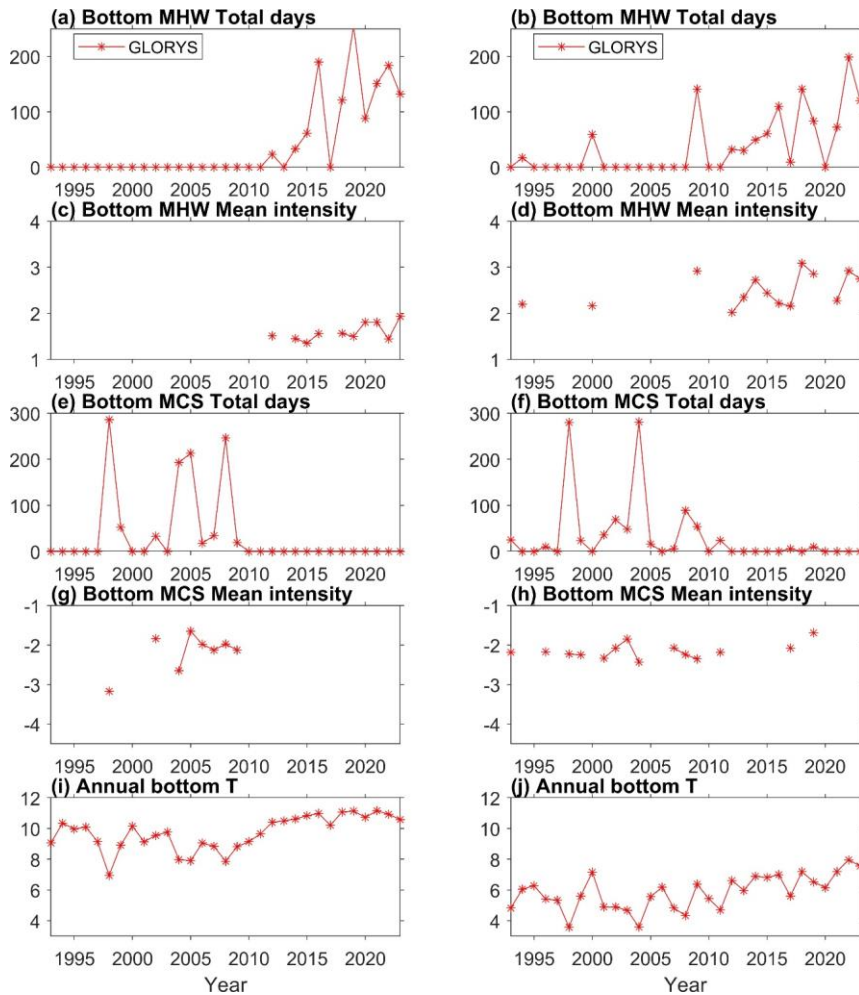 (a) Bottom MHW Total days
GLORYS
200
100
0
1995 2000 2005 2010 2015 2020
(b) Bottom MHW Total days
GLORYS
200
100
0
1995 2000 2005 2010 2015 2020
(c) Bottom MHW Mean intensity
4
3
2
1
1995 2000 2005 2010 2015 2020
(d) Bottom MHW Mean intensity
4
3
2
1
1995 2000 2005 2010 2015 2020
(e) Bottom MCS Total days
300
200
100
0
1995 2000 2005 2010 2015 2020
(f) Bottom MCS Total days
300
200
100
0
1995 2000 2005 2010 2015 2020
(g) Bottom MCS Mean intensity
-1
-2
-3
-4
1995 2000 2005 2010 2015 2020
(h) Bottom MCS Mean intensity
-1
-2
-3
-4
1995 2000 2005 2010 2015 2020
(i) Annual bottom T
12
10
8
6
4
1995 2000 2005 2010 2015 2020
Year
(j) Annual bottom T
12
10
8
6
4
1995 2000 2005 2010 2015 2020
Year